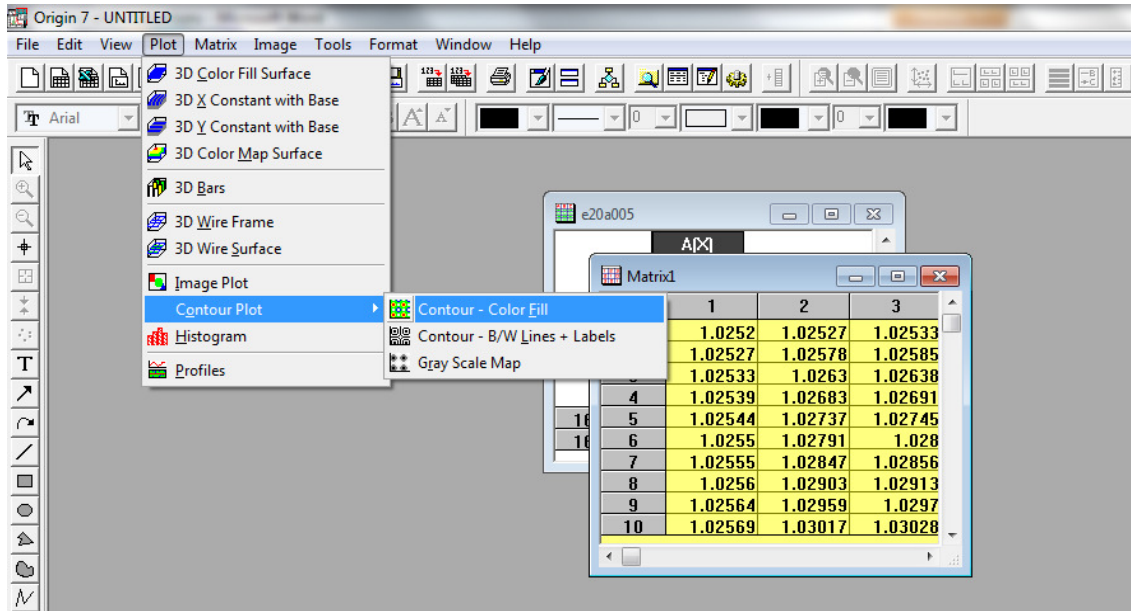 Origin 7 - UNTITLED
File Edit View Plot Matrix Image Tools Format Window Help
Arial 0 0
3D Color Fill Surface
3D X Constant with Base
3D Y Constant with Base
3D Color Map Surface
3D Bars
3D Wire Frame
3D Wire Surface
Image Plot
Contour Plot
Histogram
Profiles
Contour - Color Fill
Contour - B/W Lines + Labels
Gray Scale Map
e20a005
A[X]
16
16
Matrix1
1 2 3
1.0252 1.02527 1.02533
1.02527 1.02578 1.02585
3 1.02533 1.0263 1.02638
4 1.02539 1.02683 1.02691
5 1.02544 1.02737 1.02745
6 1.0255 1.02791 1.028
7 1.02555 1.02847 1.02856
8 1.0256 1.02903 1.02913
9 1.02564 1.02959 1.0297
10 1.02569 1.03017 1.03028
T